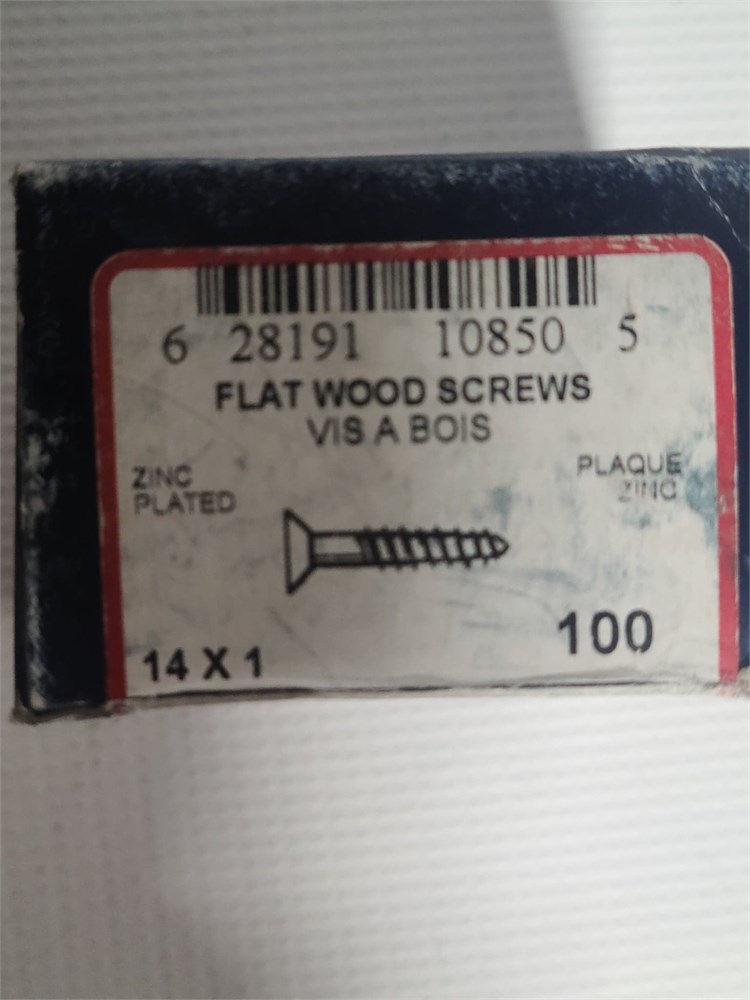 6 28191 10850 5
FLAT WOOD SCREWS
VIS A BOIS
ZINC
PLATED
PLAQUE
ZINC
14 X 1
100